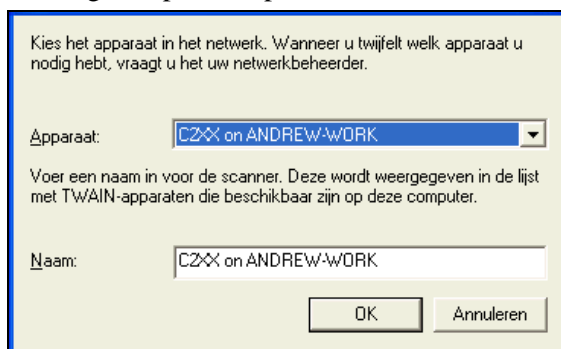 Kies het apparaat in het netwerk. Wanneer u twijfelt welk apparaat u
nodig hebt, vraagt u het uw netwerkbeheerder.
Apparaat: C2XX on ANDREW-WORK
Voer een naam in voor de scanner. Deze wordt weergegeven in de lijst
met TWAIN-apparaten die beschikbaar zijn op deze computer.
Naam: C2XX on ANDREW-WORK
OK Annuleren